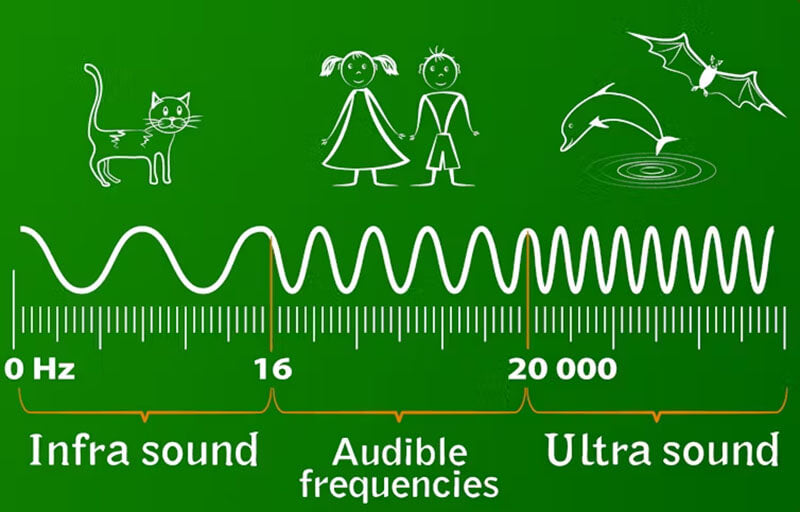 0 Hz 16 20 000
Infra sound
Audible
frequencies
Ultra sound